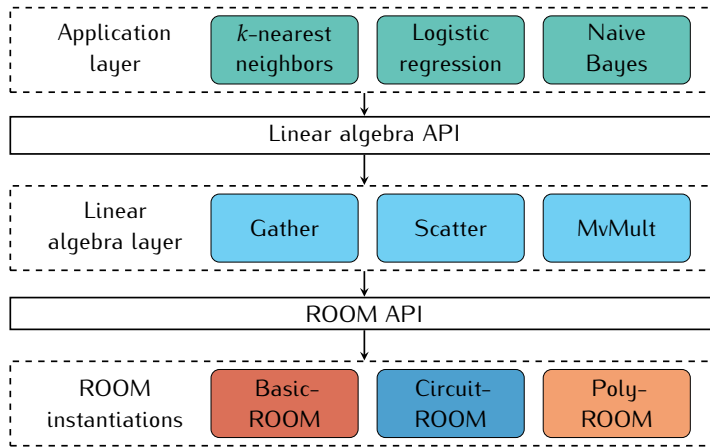 Application
layer
k-nearest
neighbors
Logistic
regression
Naive
Bayes
Linear algebra API
Linear
algebra layer
Gather
Scatter
MvMult
ROOM API
ROOM
instantiations
Basic-
ROOM
Circuit-
ROOM
Poly-
ROOM